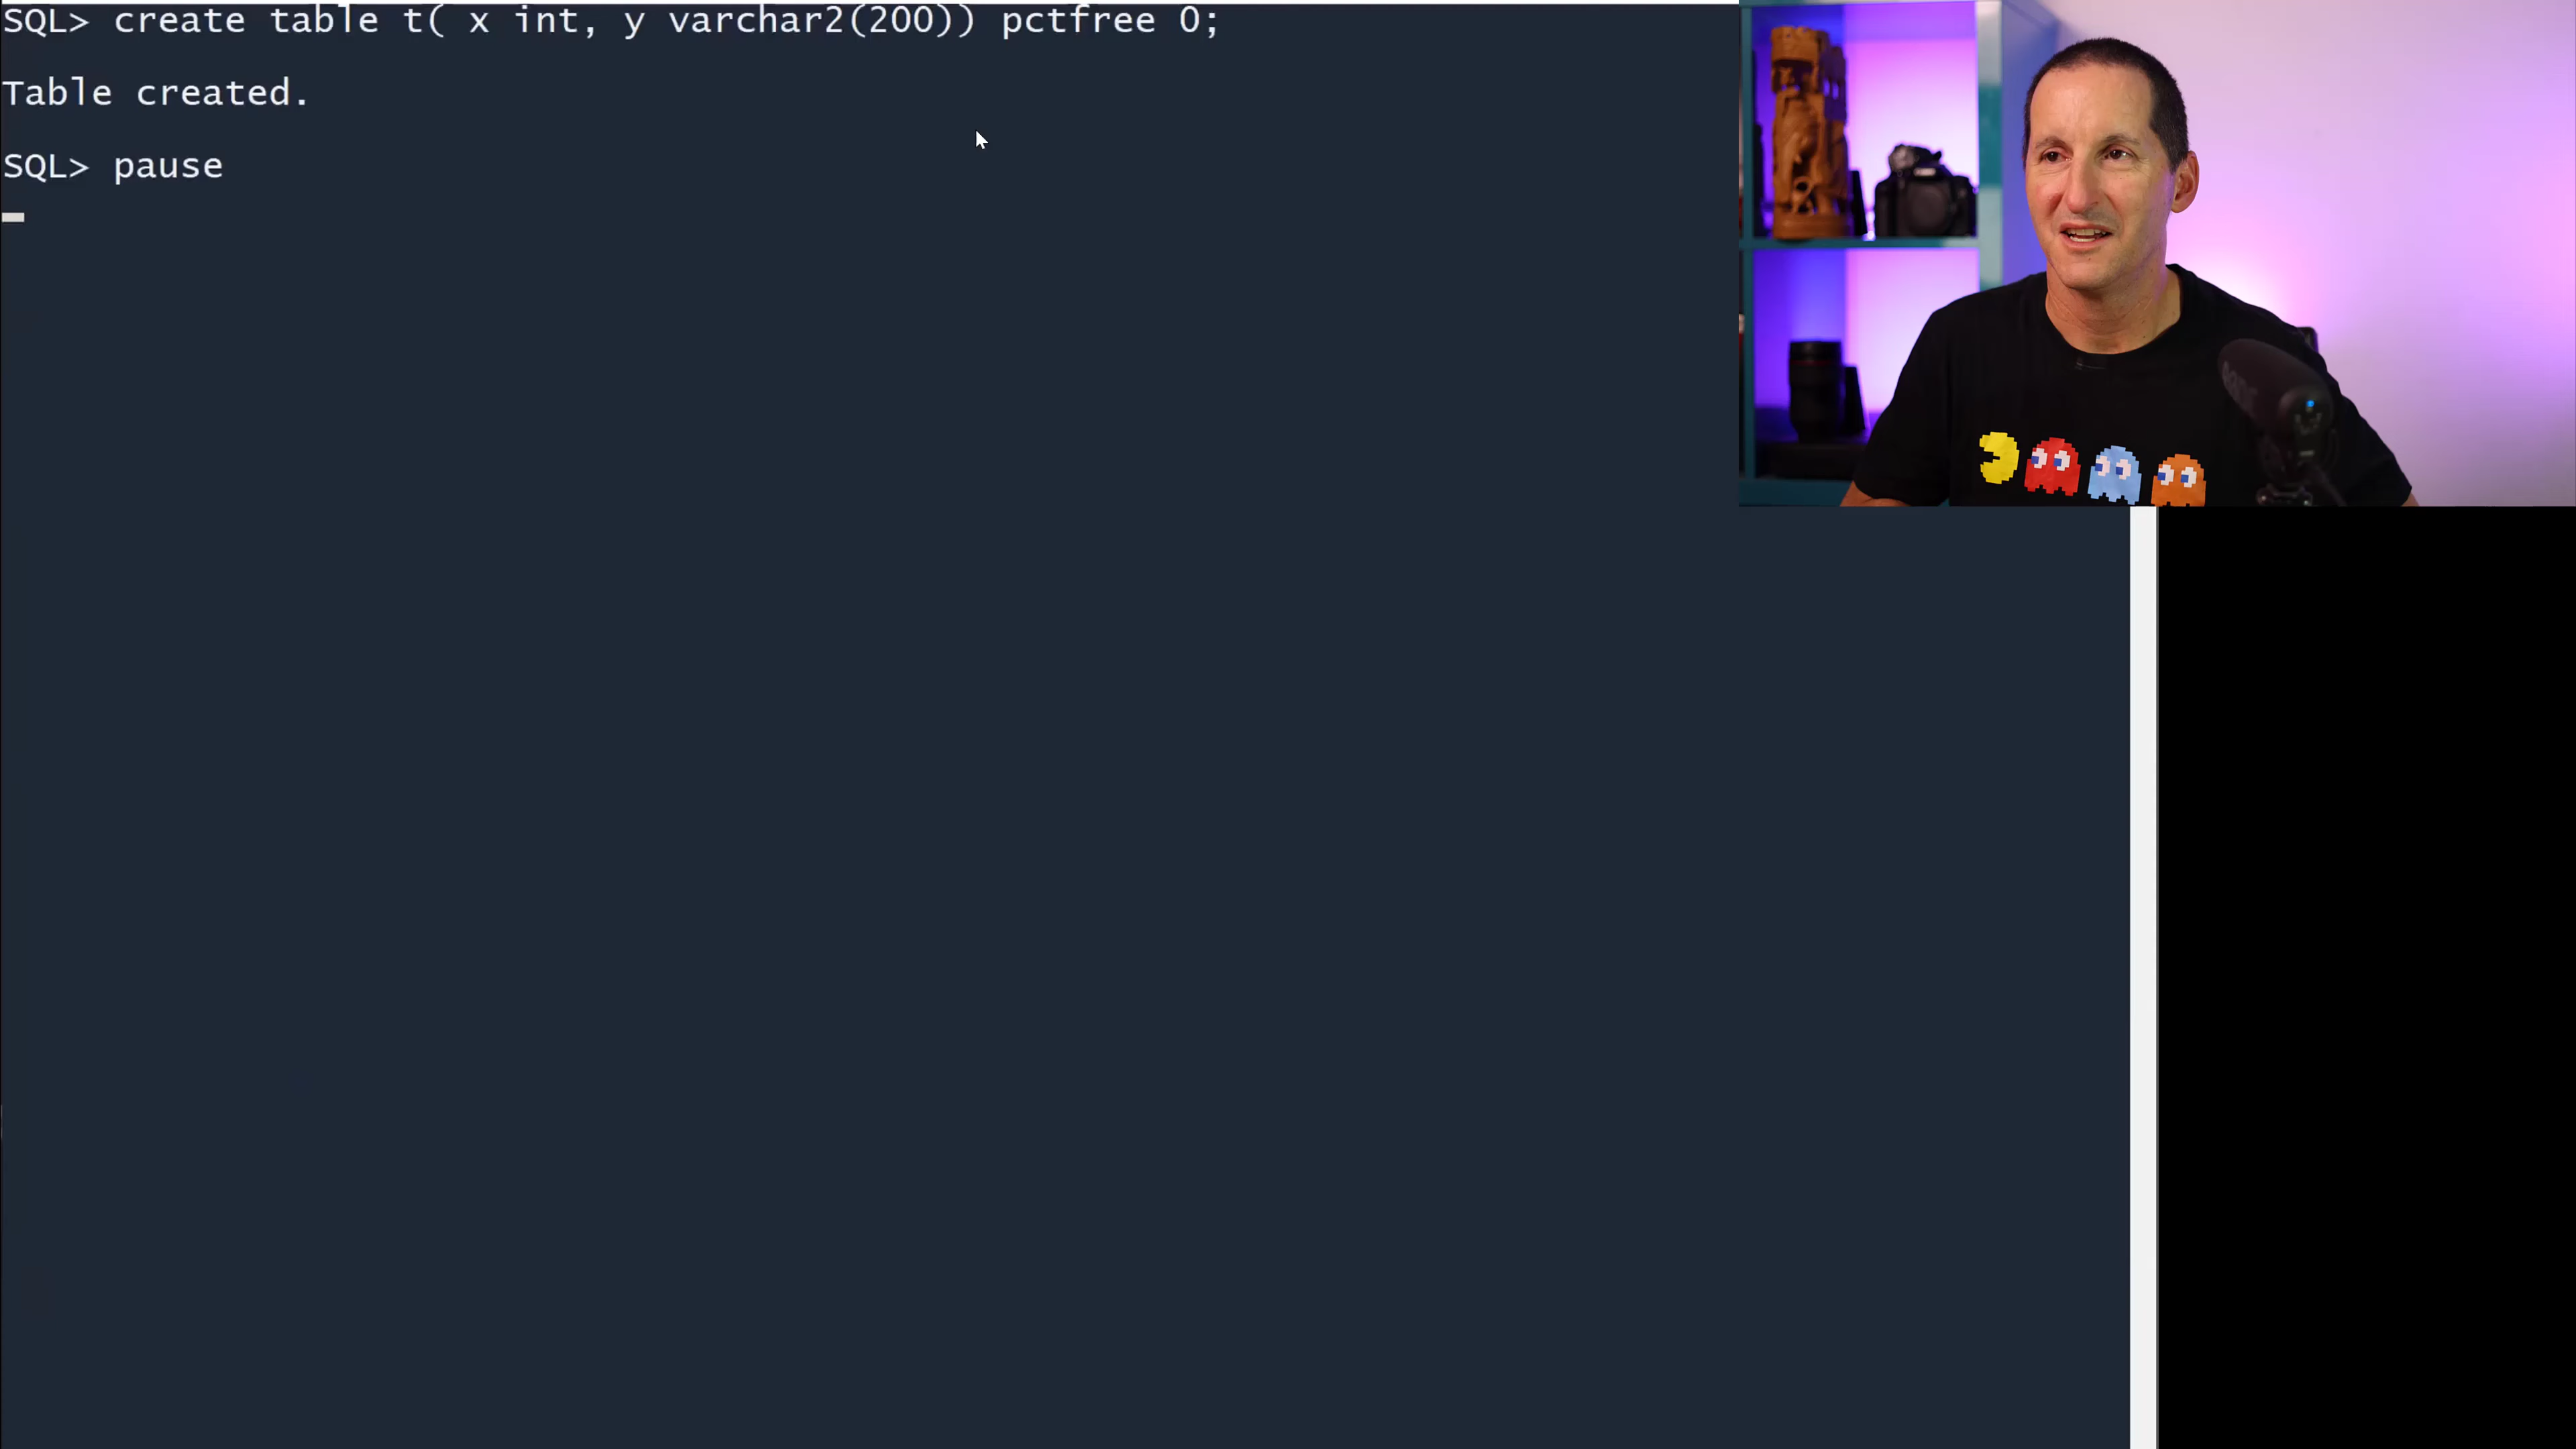 SQL> create table t( x int, y varchar2(200)) pctfree 0;
Table created.
SQL> pause